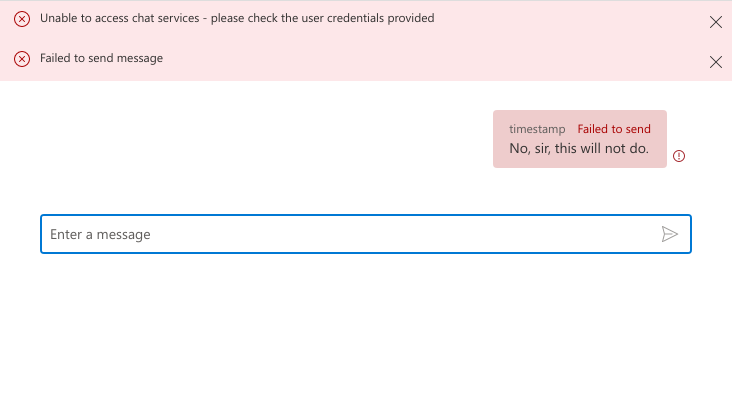 Unable to access chat services - please check the user credentials provided
Failed to send message
timestamp Failed to send
No, sir, this will not do.
Enter a message